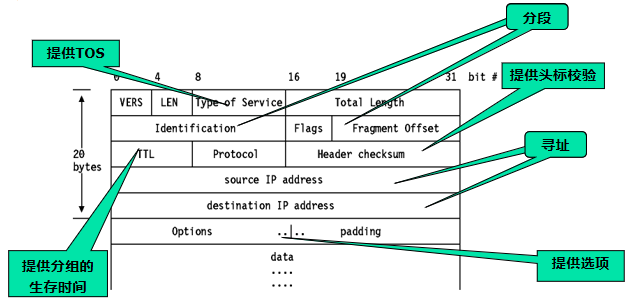 分段
提供TOS
0 4 8 16 19 31 bit #
提供头标校验
VERS LEN Type of Service Total Length
Identification Flags Fragment Offset
20
bytes
TTL Protocol Header checksum
寻址
source IP address
destination IP address
Options ..|.. padding
提供分组的
生存时间
提供选项
data
....
....